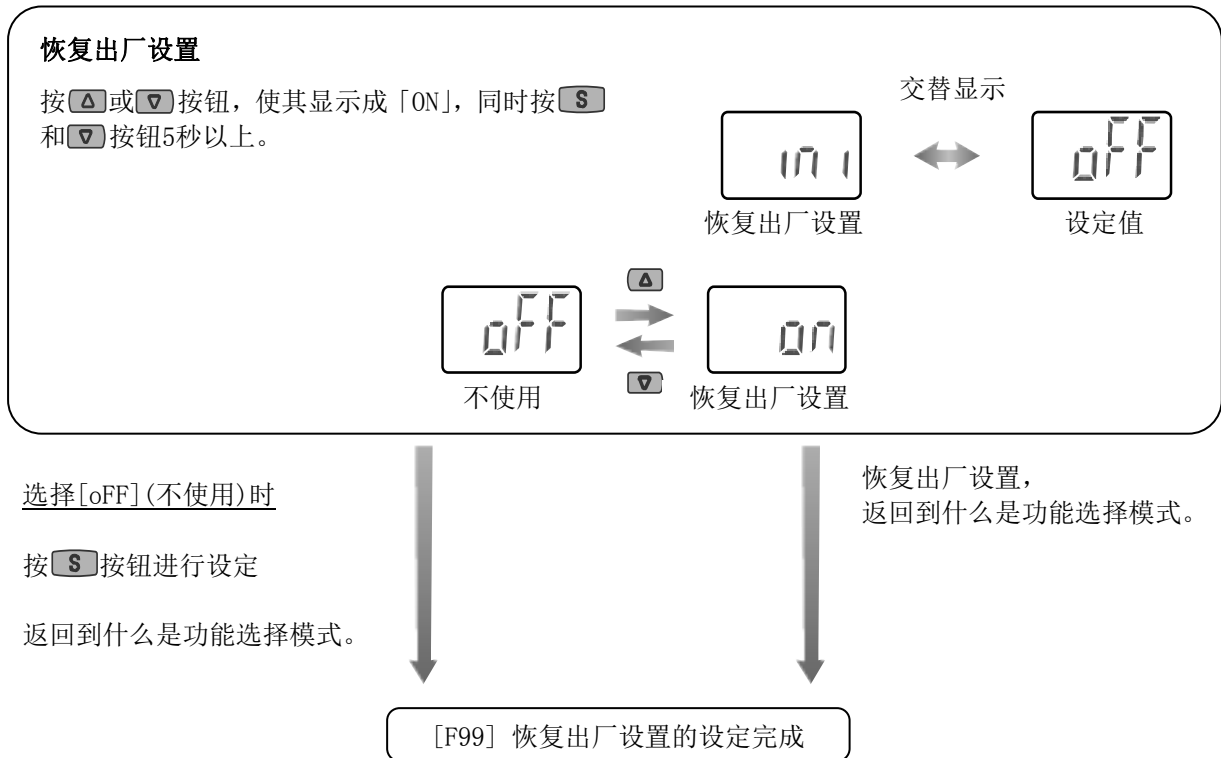 恢复出厂设置
按△或▽按钮，使其显示成「ON」，同时按S
和▽按钮5秒以上。
交替显示
ini
oFF
恢复出厂设置
设定值
△
oFF
on
▽
不使用
恢复出厂设置
选择[oFF](不使用)时
按S按钮进行设定
返回到什么是功能选择模式。
恢复出厂设置，
返回到什么是功能选择模式。
[F99] 恢复出厂设置的设定完成